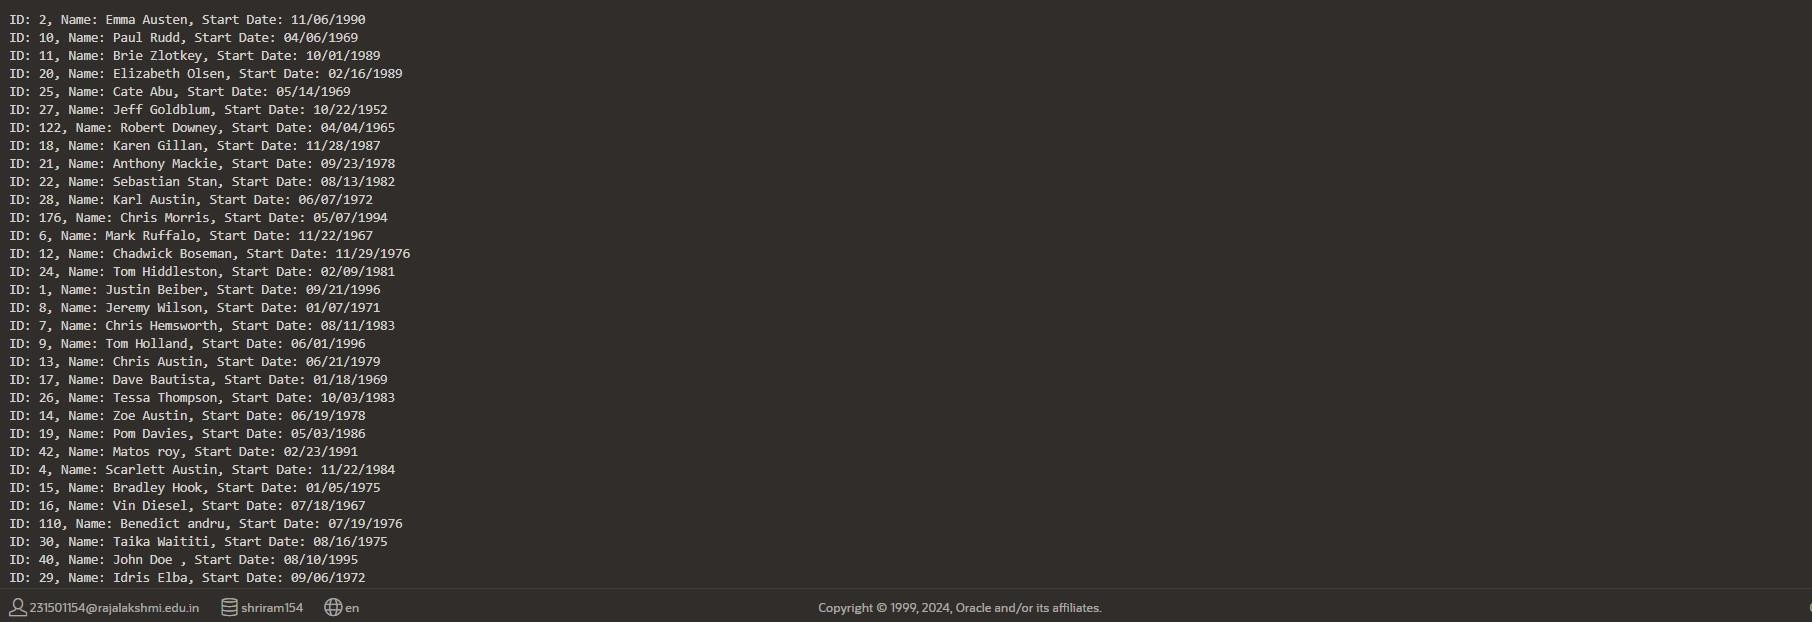 ID: 2, Name: Emma Austen, Start Date: 11/06/1990
ID: 10, Name: Paul Rudd, Start Date: 04/06/1969
ID: 11, Name: Brie Zlotkey, Start Date: 10/01/1989
ID: 20, Name: Elizabeth Olsen, Start Date: 02/16/1989
ID: 25, Name: Cate Abu, Start Date: 05/14/1969
ID: 27, Name: Jeff Goldblum, Start Date: 10/22/1952
ID: 122, Name: Robert Downey, Start Date: 04/04/1965
ID: 18, Name: Karen Gillan, Start Date: 11/28/1987
ID: 21, Name: Anthony Mackie, Start Date: 09/23/1978
ID: 22, Name: Sebastian Stan, Start Date: 08/13/1982
ID: 28, Name: Karl Austin, Start Date: 06/07/1972
ID: 176, Name: Chris Morris, Start Date: 05/07/1994
ID: 6, Name: Mark Ruffalo, Start Date: 11/22/1967
ID: 12, Name: Chadwick Boseman, Start Date: 11/29/1976
ID: 24, Name: Tom Hiddleston, Start Date: 02/09/1981
ID: 1, Name: Justin Beiber, Start Date: 09/21/1996
ID: 8, Name: Jeremy Wilson, Start Date: 01/07/1971
ID: 7, Name: Chris Hemsworth, Start Date: 08/11/1983
ID: 9, Name: Tom Holland, Start Date: 06/01/1996
ID: 13, Name: Chris Austin, Start Date: 06/21/1979
ID: 17, Name: Dave Bautista, Start Date: 01/18/1969
ID: 26, Name: Tessa Thompson, Start Date: 10/03/1983
ID: 14, Name: Zoe Austin, Start Date: 06/19/1978
ID: 19, Name: Pom Davies, Start Date: 05/03/1986
ID: 42, Name: Matos roy, Start Date: 02/23/1991
ID: 4, Name: Scarlett Austin, Start Date: 11/22/1984
ID: 15, Name: Bradley Hook, Start Date: 01/05/1975
ID: 16, Name: Vin Diesel, Start Date: 07/18/1967
ID: 110, Name: Benedict andru, Start Date: 07/19/1976
ID: 30, Name: Taika Waititi, Start Date: 08/16/1975
ID: 40, Name: John Doe , Start Date: 08/10/1995
ID: 29, Name: Idris Elba, Start Date: 09/06/1972
231501154@rajalakshmi.edu.in shriram154 en Copyright © 1999, 2024, Oracle and/or its affiliates.